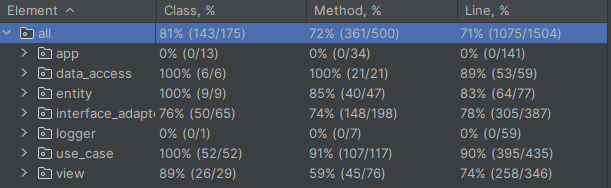 Element Class, % Method, % Line, %
all 81% (143/175) 72% (361/500) 71% (1075/1504)
app 0% (0/13) 0% (0/34) 0% (0/141)
data_access 100% (6/6) 100% (21/21) 89% (53/59)
entity 100% (9/9) 85% (40/47) 83% (64/77)
interface_adapt 76% (50/65) 74% (148/198) 78% (305/387)
logger 0% (0/1) 0% (0/7) 0% (0/59)
use_case 100% (52/52) 91% (107/117) 90% (395/435)
view 89% (26/29) 59% (45/76) 74% (258/346)